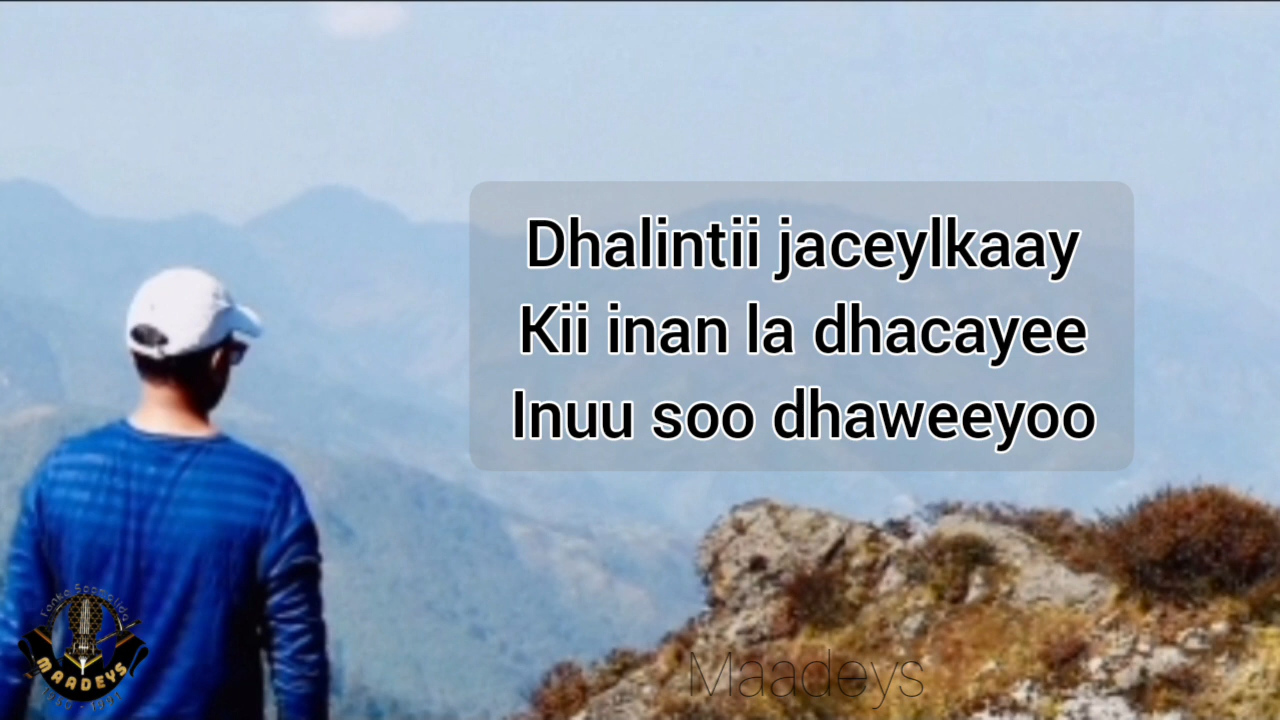 Dhalintii jaceylkaay
Kii inan la dhacayee
Inuu soo dhaweeyoo
MAADEYS
Maadeys